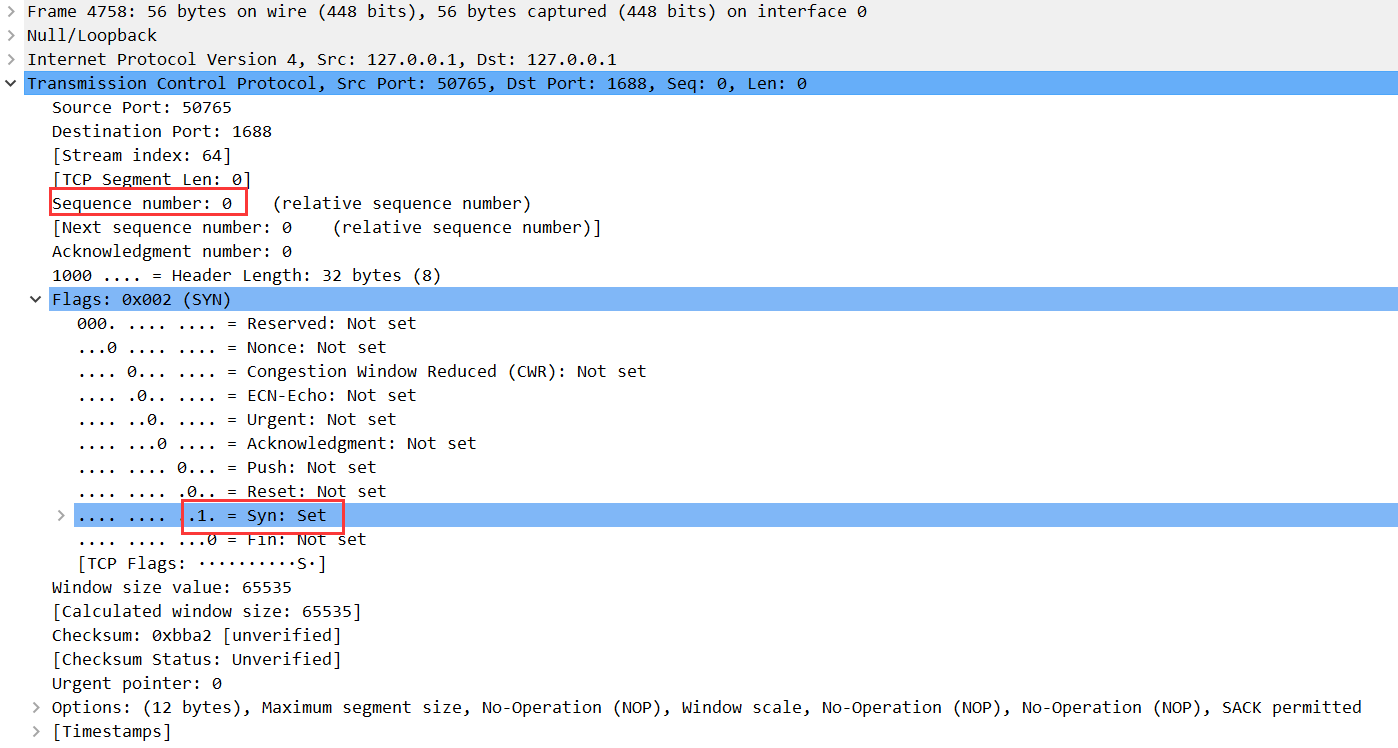 Frame 4758: 56 bytes on wire (448 bits), 56 bytes captured (448 bits) on interface 0
Null/Loopback
Internet Protocol Version 4, Src: 127.0.0.1, Dst: 127.0.0.1
Transmission Control Protocol, Src Port: 50765, Dst Port: 1688, Seq: 0, Len: 0
Source Port: 50765
Destination Port: 1688
[Stream index: 64]
[TCP Segment Len: 0]
Sequence number: 0    (relative sequence number)
[Next sequence number: 0    (relative sequence number)]
Acknowledgment number: 0
1000 .... = Header Length: 32 bytes (8)
Flags: 0x002 (SYN)
000. .... .... = Reserved: Not set
...0 .... .... = Nonce: Not set
.... 0... .... = Congestion Window Reduced (CWR): Not set
.... .0.. .... = ECN-Echo: Not set
.... ..0. .... = Urgent: Not set
.... ...0 .... = Acknowledgment: Not set
.... .... 0... = Push: Not set
.... .... .0.. = Reset: Not set
.... .... ..1. = Syn: Set
.... .... ...0 = Fin: Not set
[TCP Flags: ··········S·]
Window size value: 65535
[Calculated window size: 65535]
Checksum: 0xbba2 [unverified]
[Checksum Status: Unverified]
Urgent pointer: 0
Options: (12 bytes), Maximum segment size, No-Operation (NOP), Window scale, No-Operation (NOP), No-Operation (NOP), SACK permitted
[Timestamps]